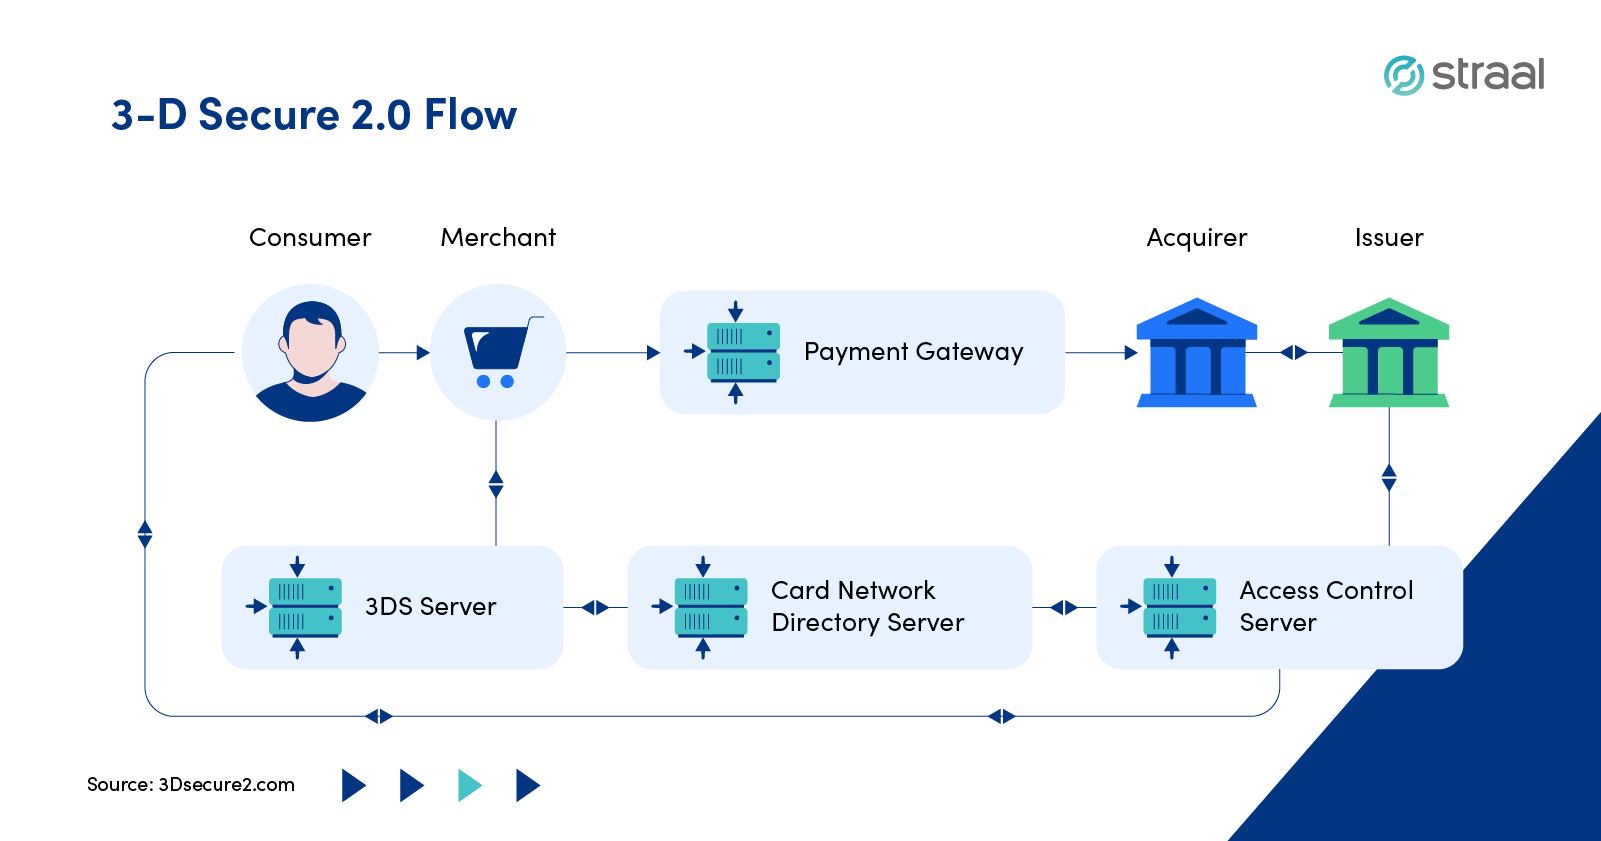 straal
3-D Secure 2.0 Flow
Consumer
Merchant
Acquirer
Issuer
Payment Gateway
3DS Server
Card Network
Directory Server
Access Control
Server
Source: 3Dsecure2.com